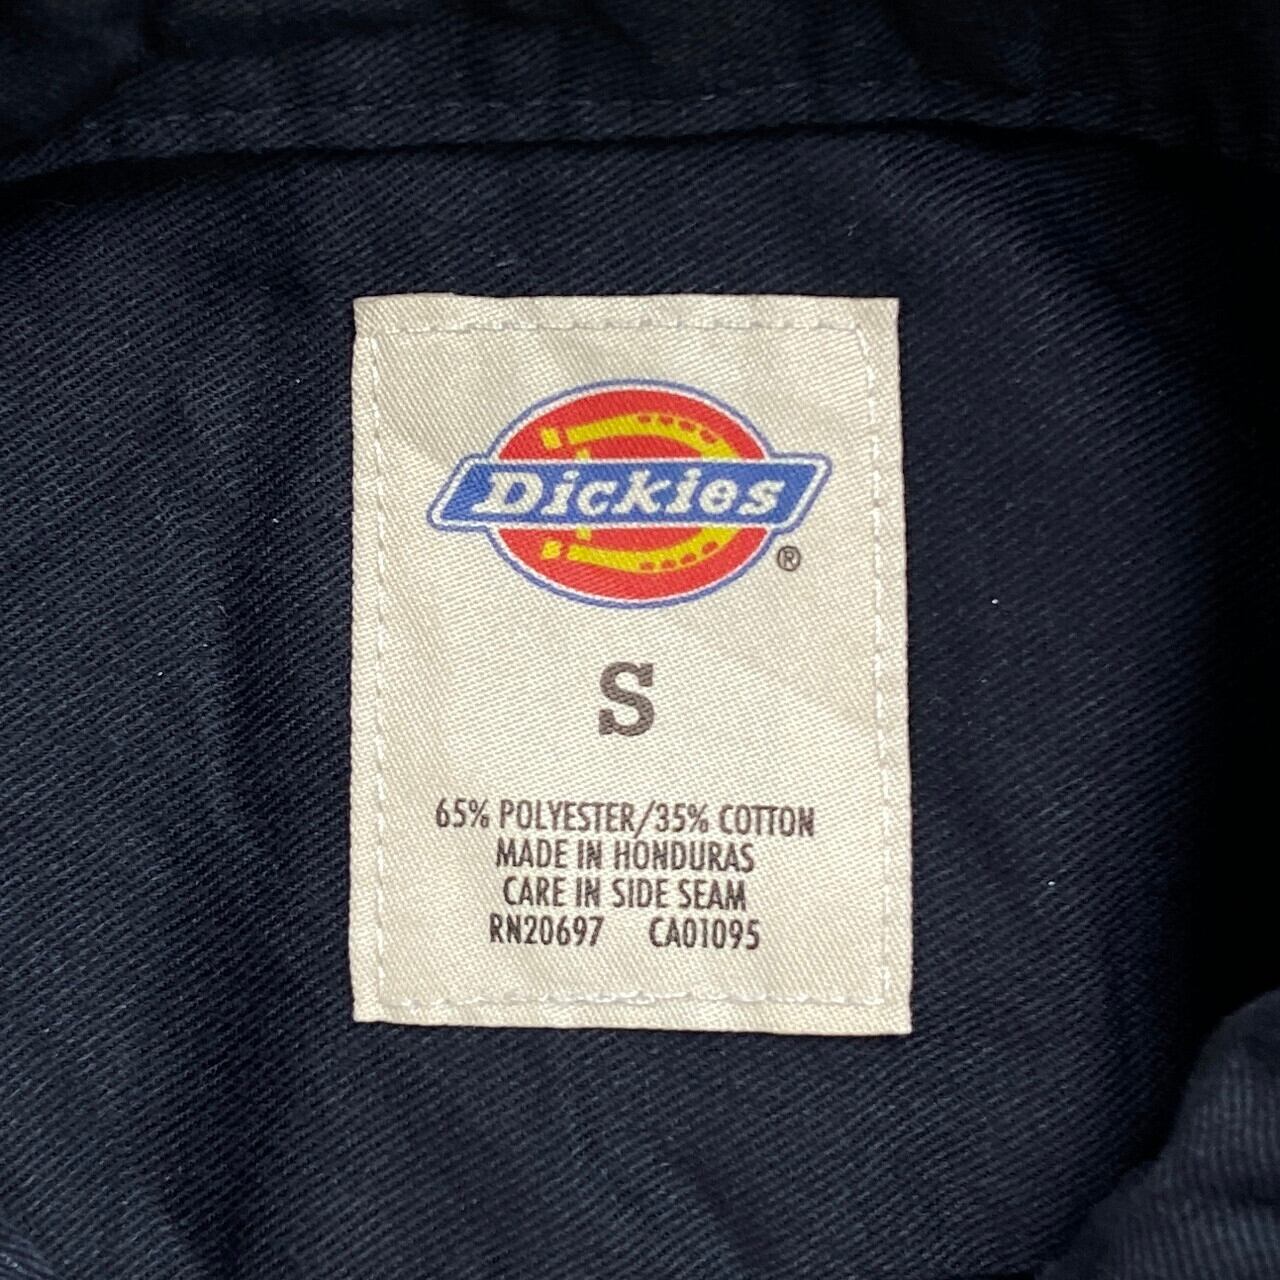 Dickies
®
S
65% POLYESTER/35% COTTON
MADE IN HONDURAS
CARE IN SIDE SEAM
RN20697 CA01095